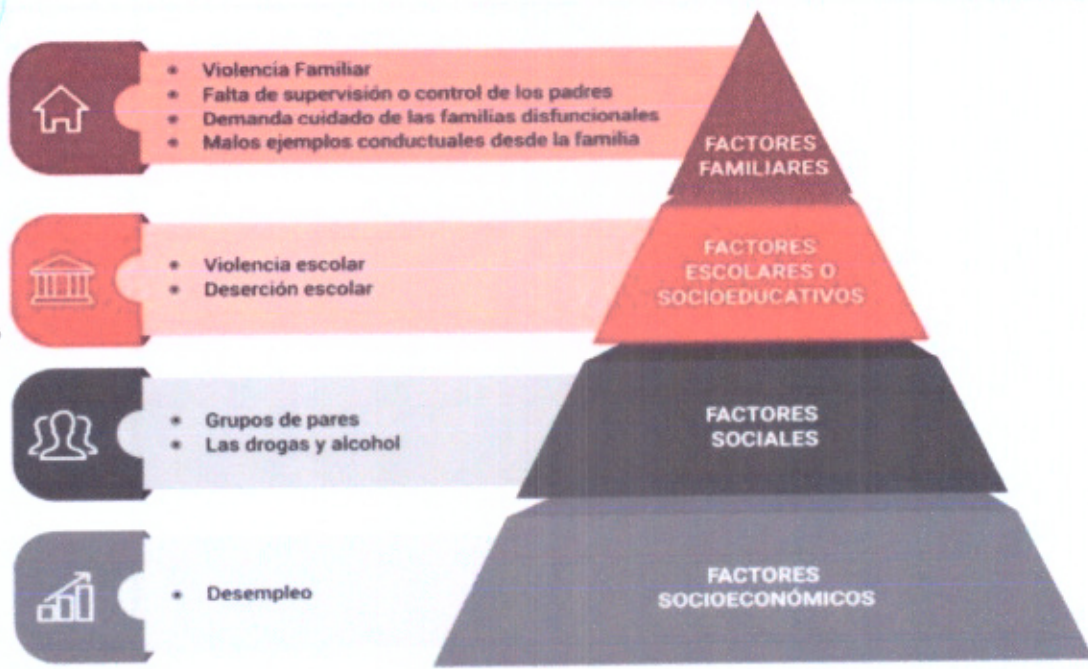 • Violencia Familiar
• Falta de supervisión o control de los padres
• Demanda cuidado de las familias disfuncionales
• Malos ejemplos conductuales desde la familia
FACTORES
FAMILIARES
• Violencia escolar
• Deserción escolar
FACTORES
ESCOLARES O
SOCIOEDUCATIVOS
• Grupos de pares
• Las drogas y alcohol
FACTORES
SOCIALES
• Desempleo
FACTORES
SOCIOECONÓMICOS